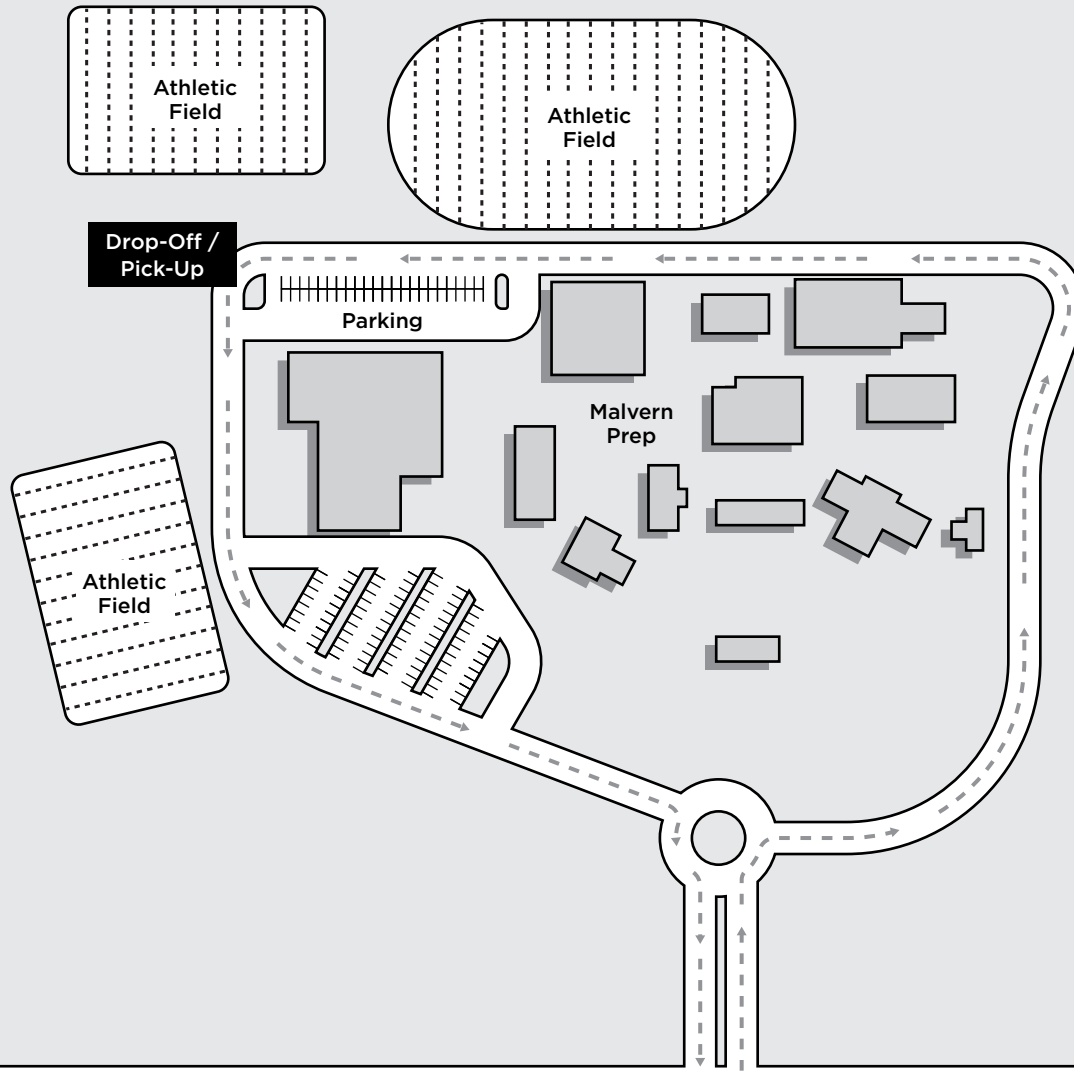 Athletic
Field
Athletic
Field
Drop-Off /
Pick-Up
Parking
Malvern
Prep
Athletic
Field